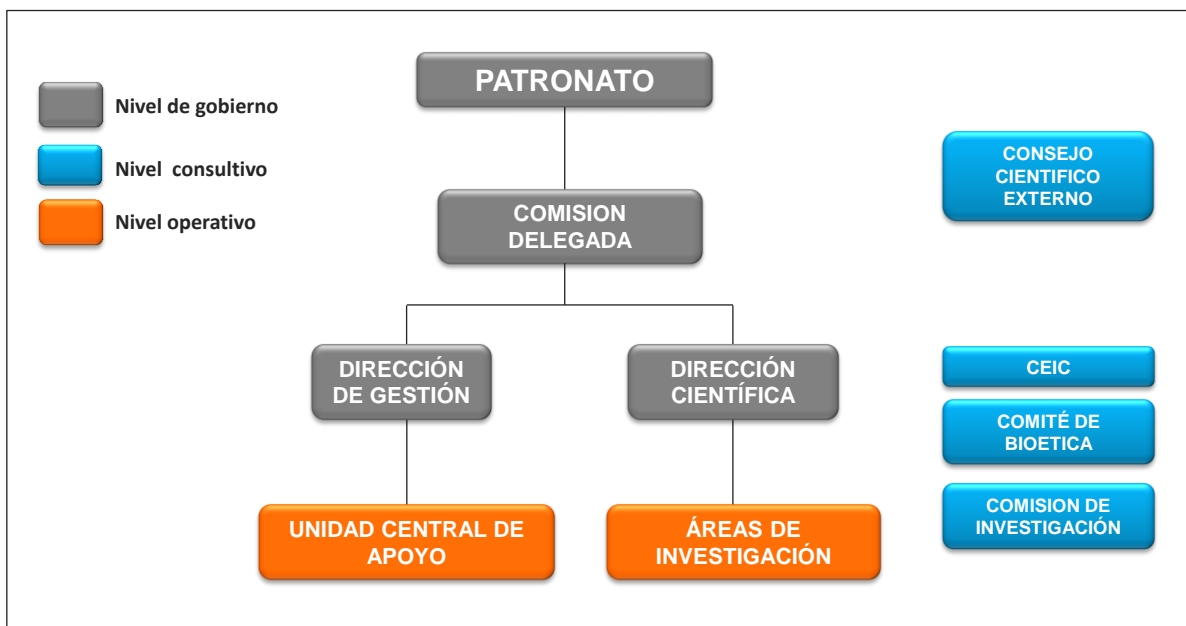 PATRONATO
Nivel de gobierno
Nivel consultivo
Nivel operativo
CONSEJO
CIENTIFICO
EXTERNO
COMISION
DELEGADA
DIRECCIÓN
DE GESTIÓN
DIRECCIÓN
CIENTÍFICA
CEIC
COMITÉ DE
BIOETICA
COMISION DE
INVESTIGACIÓN
UNIDAD CENTRAL DE
APOYO
ÁREAS DE
INVESTIGACIÓN